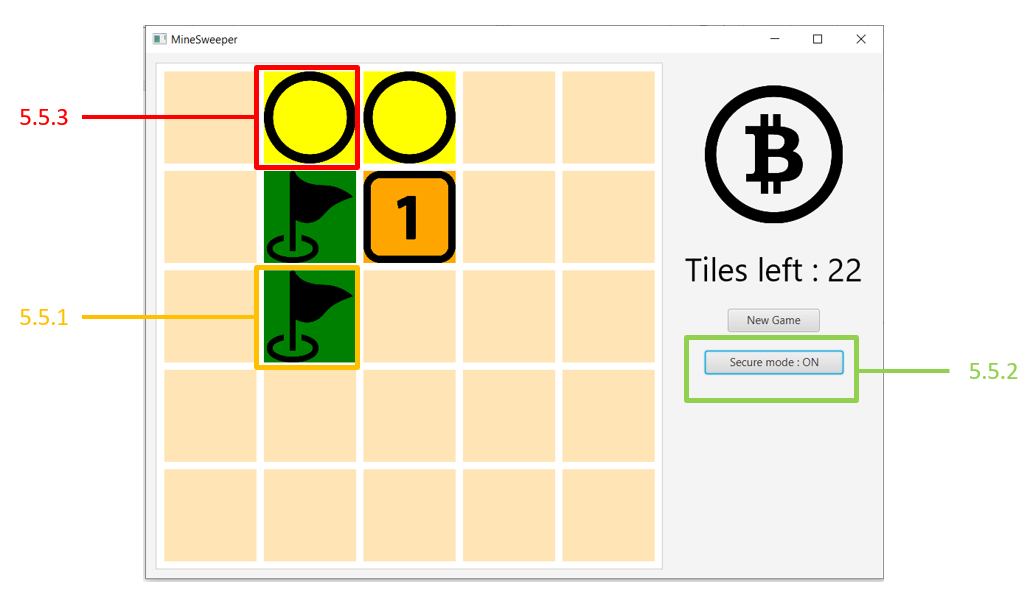 MineSweeper
5.5.3
1
Tiles left : 22
5.5.1
New Game
Secure mode : ON
5.5.2